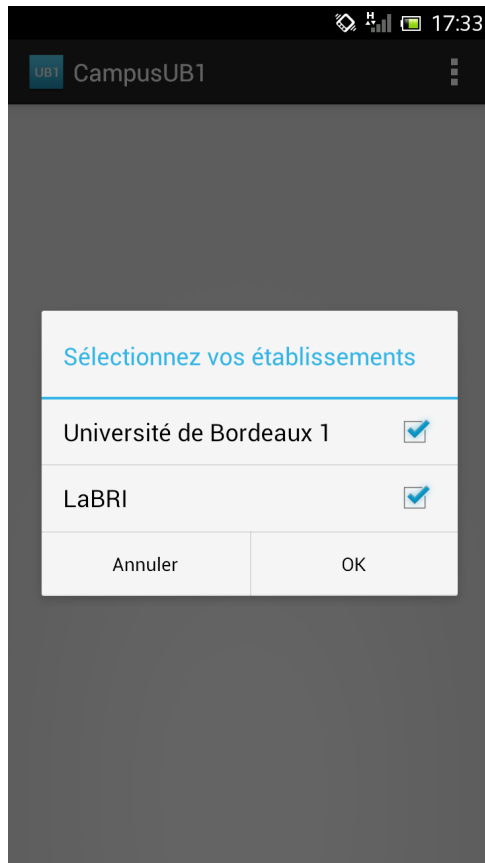 H 17:33
UB1 CampusUB1
Sélectionnez vos établissements
Université de Bordeaux 1
LaBRI
Annuler OK